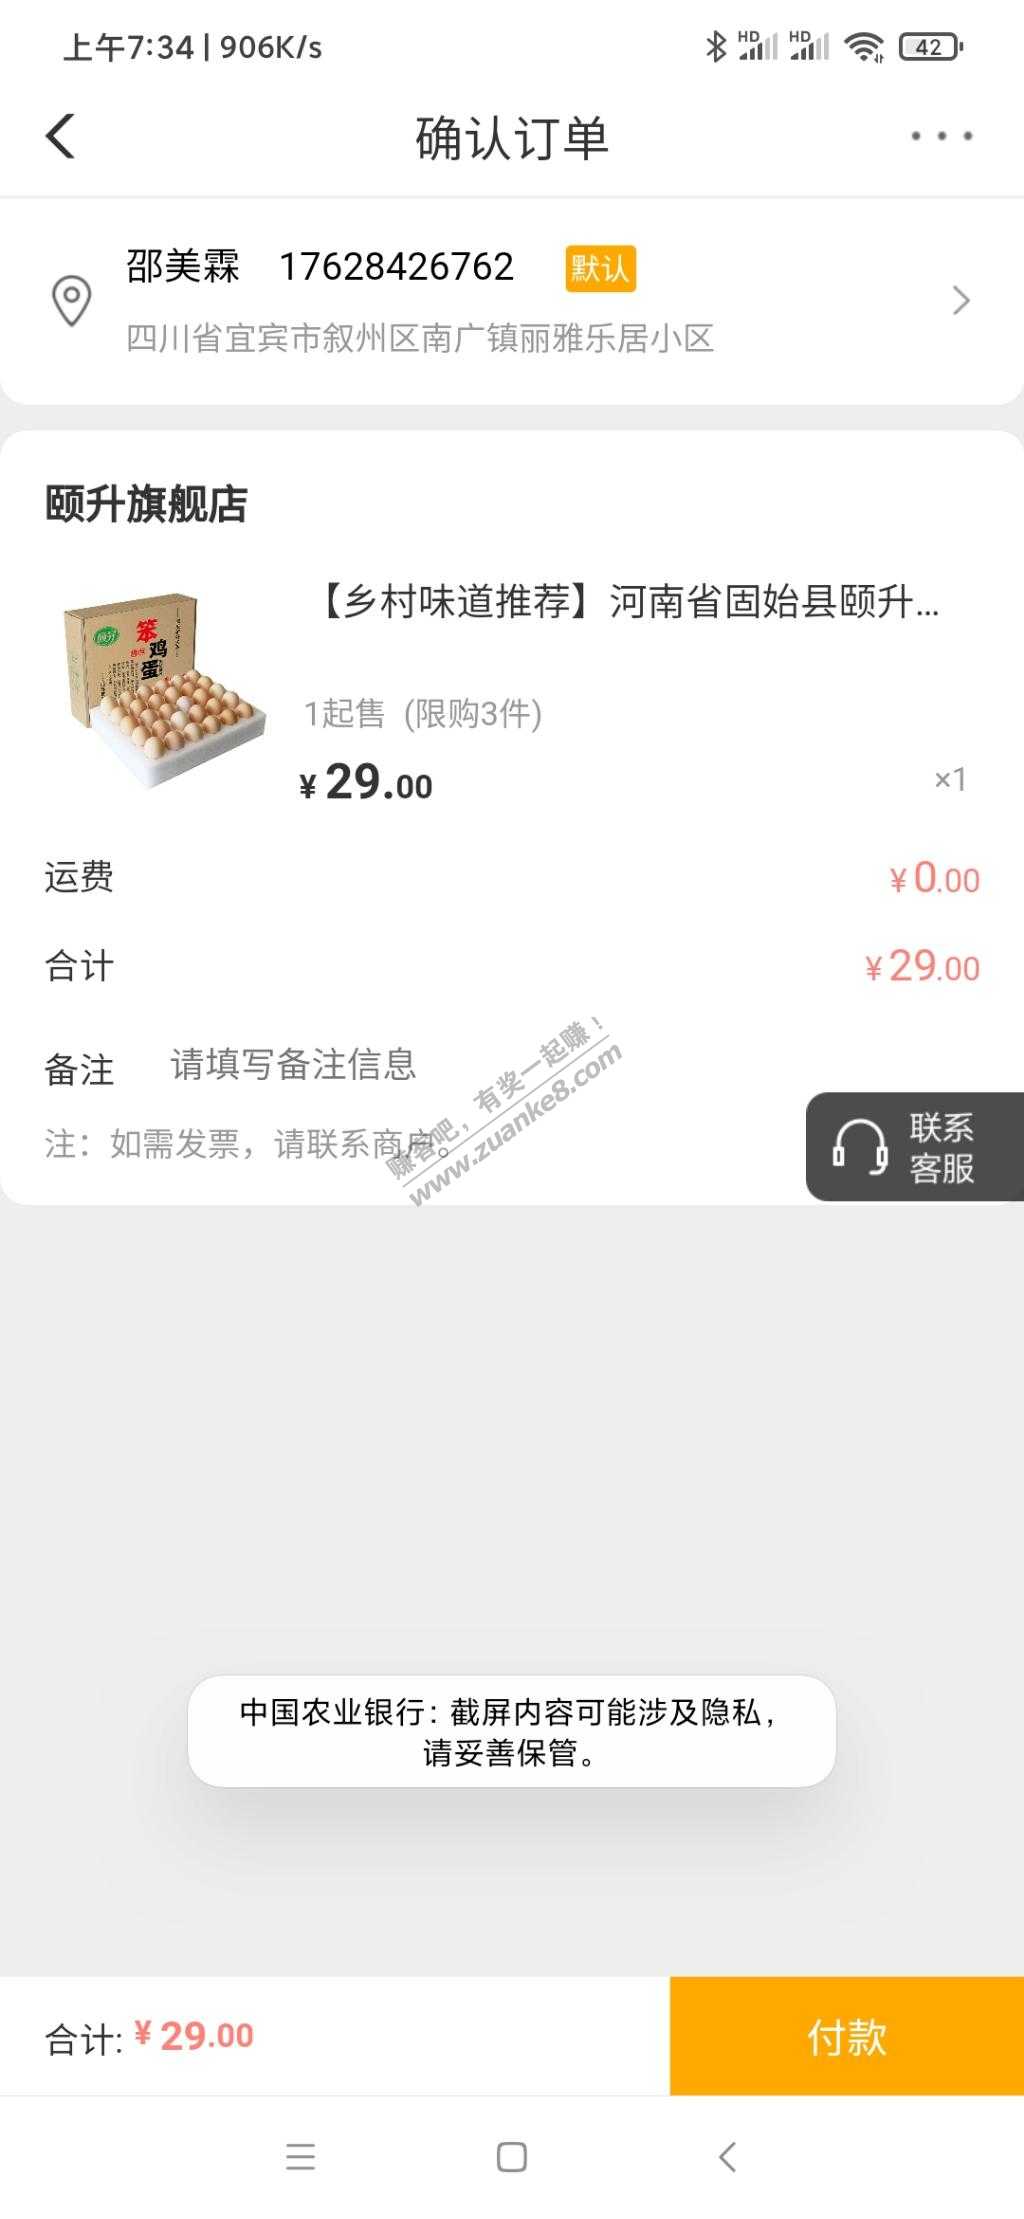 上午7:34 | 906K/s
HD HD 42
确认订单
邵美霖 17628426762 默认
四川省宜宾市叙州区南广镇丽雅乐居小区
颐升旗舰店
笨
鸡
蛋
【乡村味道推荐】河南省固始县颐升...
1起售 (限购3件)
¥29.00
×1
运费 ¥0.00
合计 ¥29.00
备注 请填写备注信息
注：如需发票，请联系商户。
赚客吧，有奖一起赚！
www.zuanke8.com
联系
客服
中国农业银行: 截屏内容可能涉及隐私，
请妥善保管。
合计: ¥29.00
付款